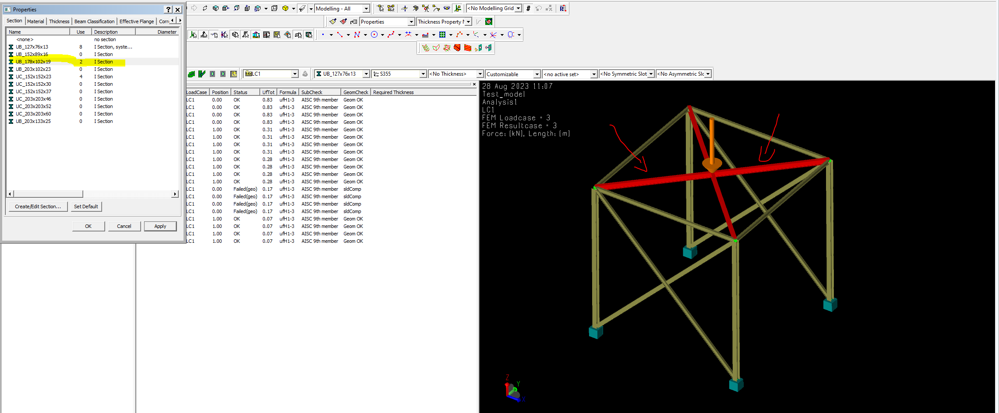 Properties
Section Material Thickness Beam Classification Effective Flange Corr
Name Use Description Diameter
<none> no section
UB_127x76x13 8 I Section, syste...
UB_152x89x16 0 I Section
UB_178x102x19 2 I Section
UB_203x102x23 0 I Section
UC_152x152x23 4 I Section
UC_152x152x30 0 I Section
UC_152x152x37 0 I Section
UC_203x203x46 0 I Section
UC_203x203x52 0 I Section
UC_203x203x60 0 I Section
UB_203x133x25 0 I Section
Create/Edit Section... Set Default
OK Cancel Apply
Modelling - All <No Modelling Grid #
Properties Thickness Property
LC1 UB_127x76x13 S355 <No Thickness> Customizable <no active set> <No Symmetric Slot <No Asymmetric Slc
LoadCase Position Status UfTot Formula SubCheck GeomCheck Required Thickness
LC1 0.00 OK 0.83 ufH1-3 AISC 9th member Geom OK
LC1 0.00 OK 0.83 ufH1-3 AISC 9th member Geom OK
LC1 0.00 OK 0.83 ufH1-3 AISC 9th member Geom OK
LC1 0.00 OK 0.83 ufH1-3 AISC 9th member Geom OK
LC1 1.00 OK 0.31 ufH1-3 AISC 9th member Geom OK
LC1 1.00 OK 0.31 ufH1-3 AISC 9th member Geom OK
LC1 1.00 OK 0.31 ufH1-3 AISC 9th member Geom OK
LC1 1.00 OK 0.31 ufH1-3 AISC 9th member Geom OK
LC1 1.00 OK 0.28 ufH1-3 AISC 9th member Geom OK
LC1 1.00 OK 0.28 ufH1-3 AISC 9th member Geom OK
LC1 1.00 OK 0.28 ufH1-3 AISC 9th member Geom OK
LC1 1.00 OK 0.28 ufH1-3 AISC 9th member Geom OK
LC1 0.00 Failed(geo) 0.17 ufH1-3 AISC 9th member sldComp
LC1 0.00 Failed(geo) 0.17 ufH1-3 AISC 9th member sldComp
LC1 0.00 Failed(geo) 0.17 ufH1-3 AISC 9th member sldComp
LC1 0.00 Failed(geo) 0.17 ufH1-3 AISC 9th member sldComp
LC1 1.00 OK 0.07 ufH1-3 AISC 9th member Geom OK
LC1 1.00 OK 0.07 ufH1-3 AISC 9th member Geom OK
LC1 1.00 OK 0.07 ufH1-3 AISC 9th member Geom OK
LC1 1.00 OK 0.07 ufH1-3 AISC 9th member Geom OK
28 Aug 2023 11:07
Test_model
Analysis1
LC1
FEM Loadcase = 3
FEM Resultcase = 3
Force: [kN], Length: [m]
Z
Y
X